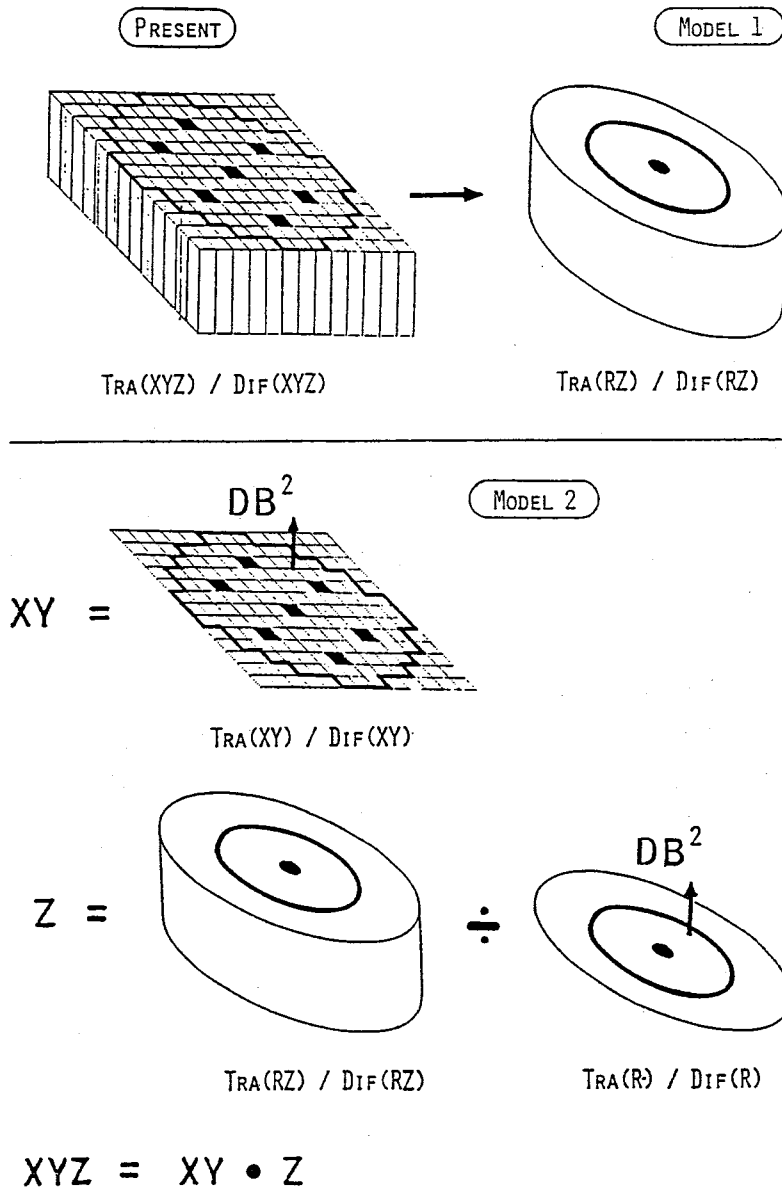 PRESENT
MODEL 1
TRA(XYZ) / DIF(XYZ)
TRA(RZ) / DIF(RZ)
DB²
MODEL 2
XY =
TRA(XY) / DIF(XY)
DB²
Z = ÷
TRA(RZ) / DIF(RZ)
TRA(R) / DIF(R)
XYZ = XY • Z